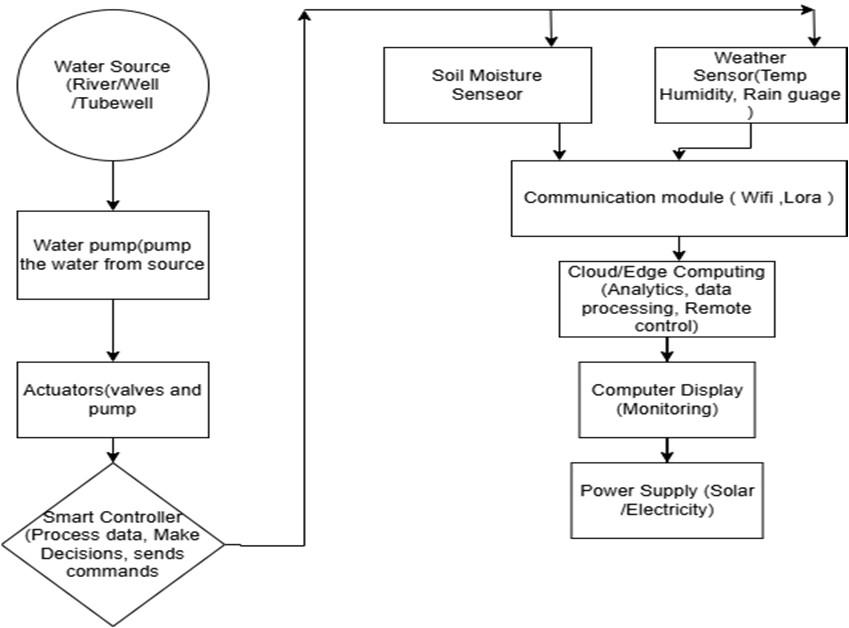 Water Source
(River/Well
/Tubewell
Water pump(pump
the water from source
Actuators(valves and
pump
Smart Controller
(Process data, Make
Decisions, sends
commands
Soil Moisture
Senseor
Weather
Sensor(Temp
Humidity, Rain guage
)
Communication module ( Wifi ,Lora )
Cloud/Edge Computing
(Analytics, data
processing, Remote
control)
Computer Display
(Monitoring)
Power Supply (Solar
/Electricity)